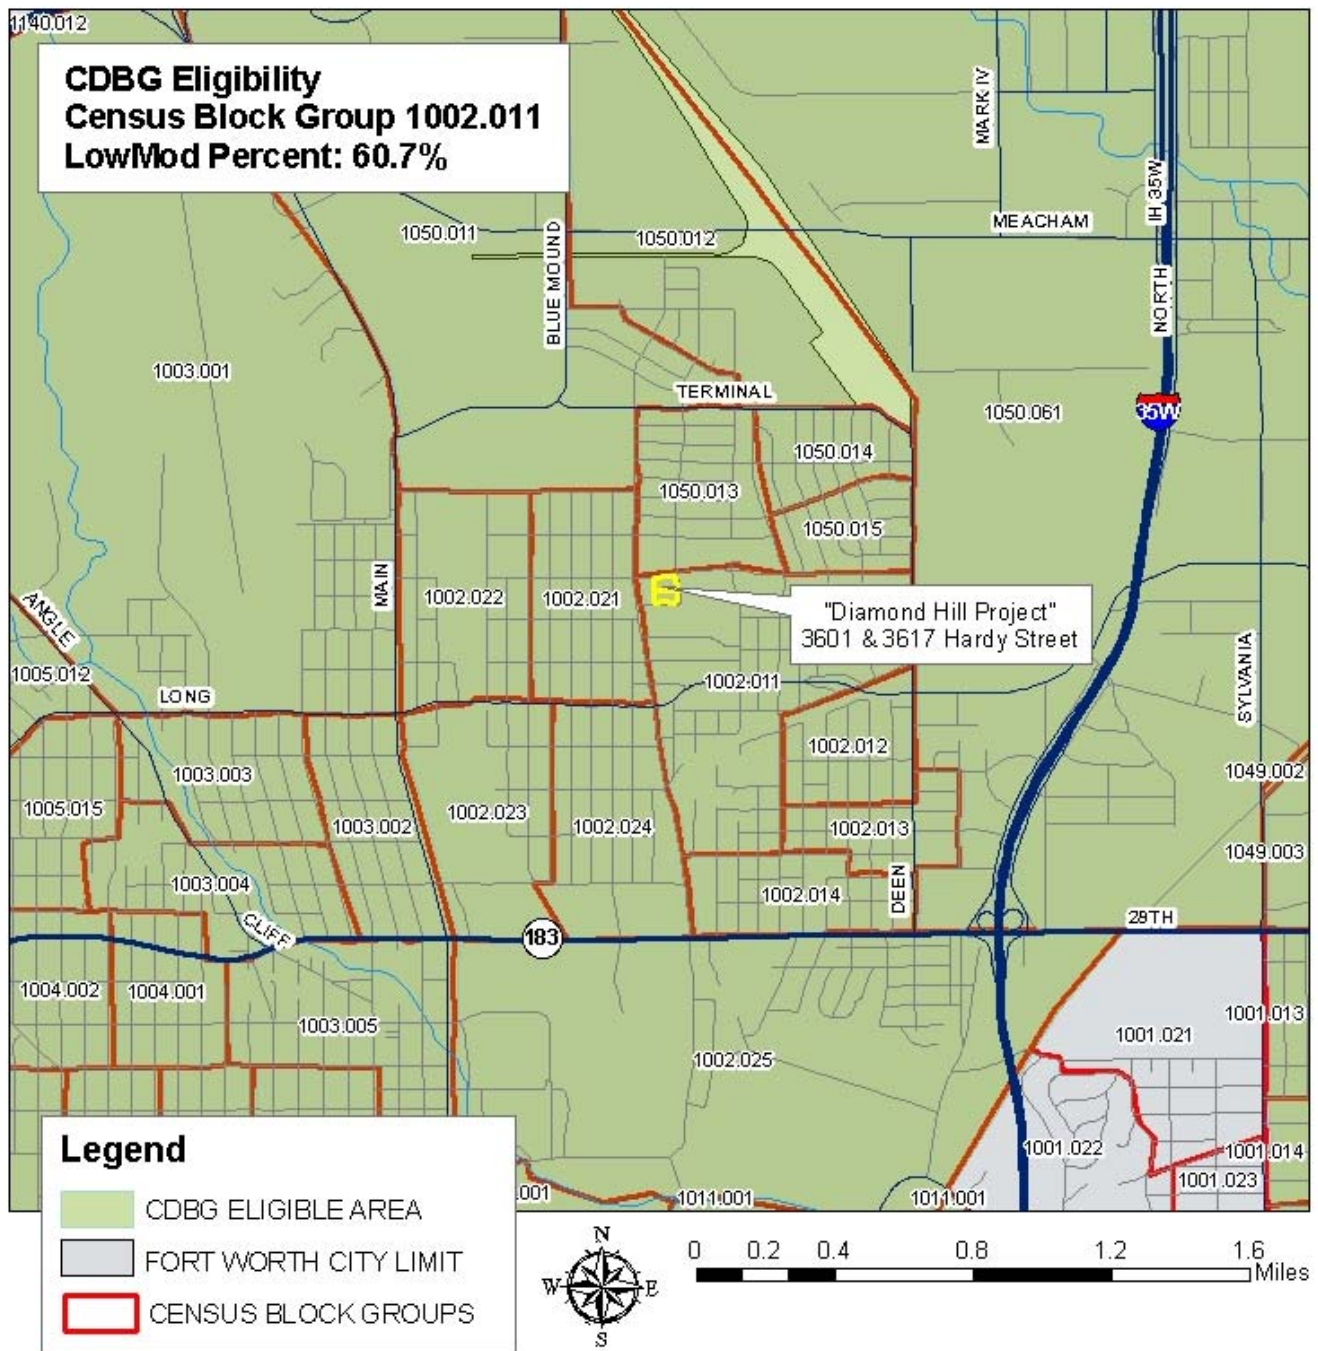 1140.012
CDBG Eligibility
Census Block Group 1002.011
LowMod Percent: 60.7%
MARK IV
IH 35W
NORTH
MEACHAM
1050.011
1050.012
BLUE MOUND
1003.001
TERMINAL
1050.061
35W
1050.014
1050.013
1050.015
MAIN
1002.022
1002.021
"Diamond Hill Project"
3601 & 3617 Hardy Street
ANGLE
1005.012
LONG
1002.011
SYLVANIA
1002.012
1003.003
1049.002
1005.015
1003.002
1002.023
1002.024
1002.013
1049.003
1003.004
1002.014
DEEN
CLIFF
183
28TH
1004.002
1004.001
1003.005
1001.013
1001.021
1002.025
1001.022
1001.014
1001.023
.001
1011.001
1011.001
Legend
CDBG ELIGIBLE AREA
FORT WORTH CITY LIMIT
CENSUS BLOCK GROUPS
N
W
E
S
0 0.2 0.4 0.8 1.2 1.6
Miles